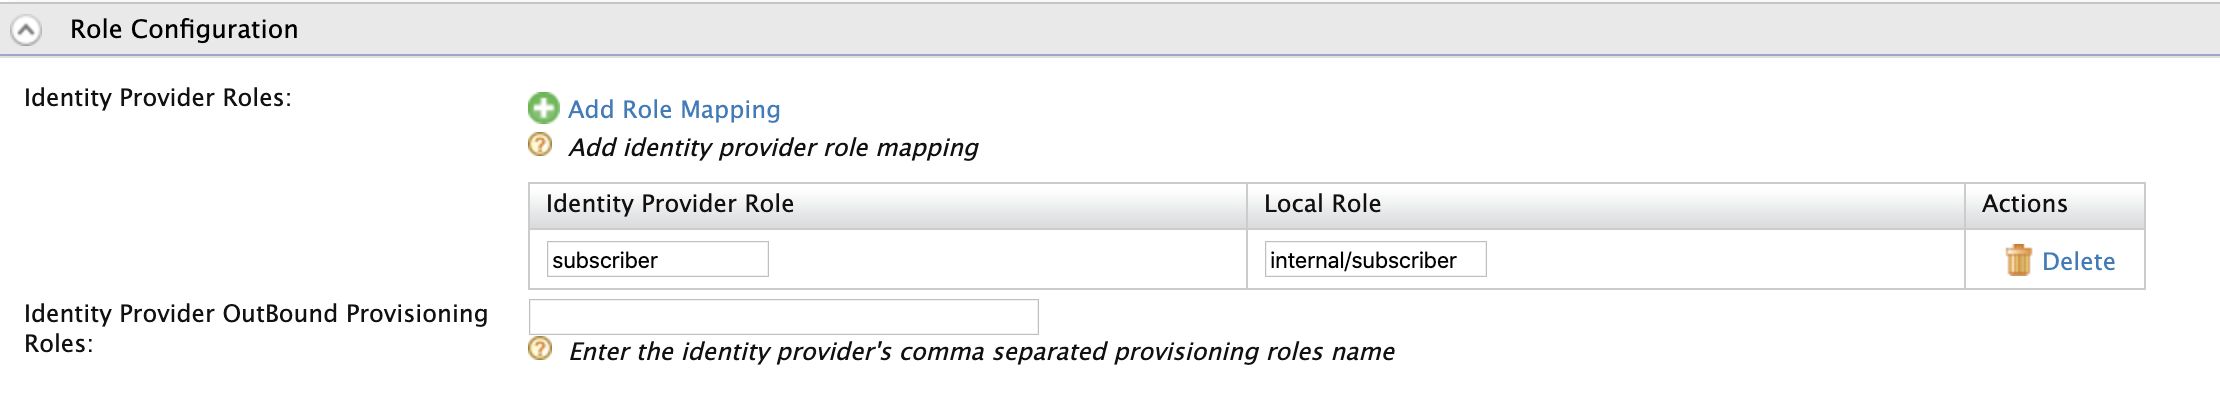 Role Configuration
Identity Provider Roles:
Add Role Mapping
Add identity provider role mapping
Identity Provider Role Local Role Actions
subscriber internal/subscriber Delete
Identity Provider OutBound Provisioning
Roles:
Enter the identity provider's comma separated provisioning roles name